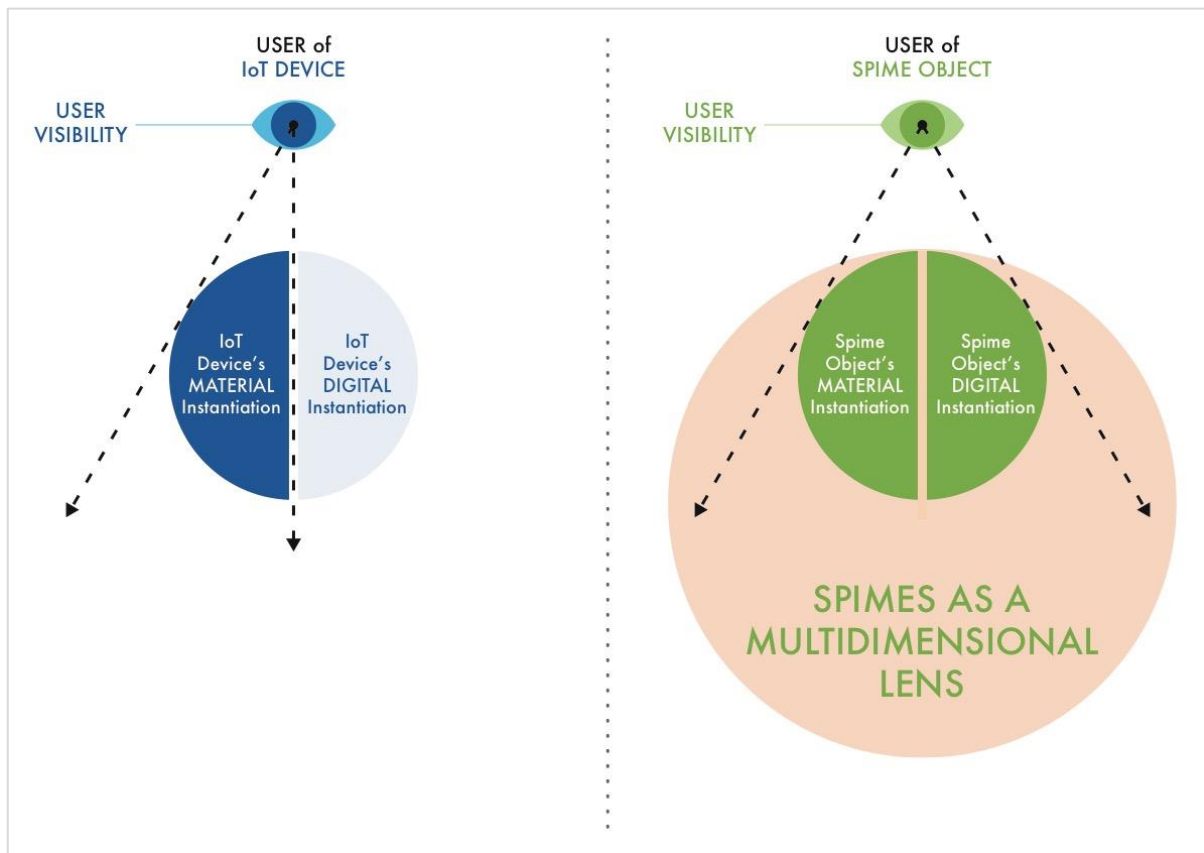 USER of
IoT DEVICE
USER
VISIBILITY
IoT
Device's
MATERIAL
Instantiation
IoT
Device's
DIGITAL
Instantiation
USER of
SPIME OBJECT
USER
VISIBILITY
Spime
Object's
MATERIAL
Instantiation
Spime
Object's
DIGITAL
Instantiation
SPIMES AS A
MULTIDIMENSIONAL
LENS